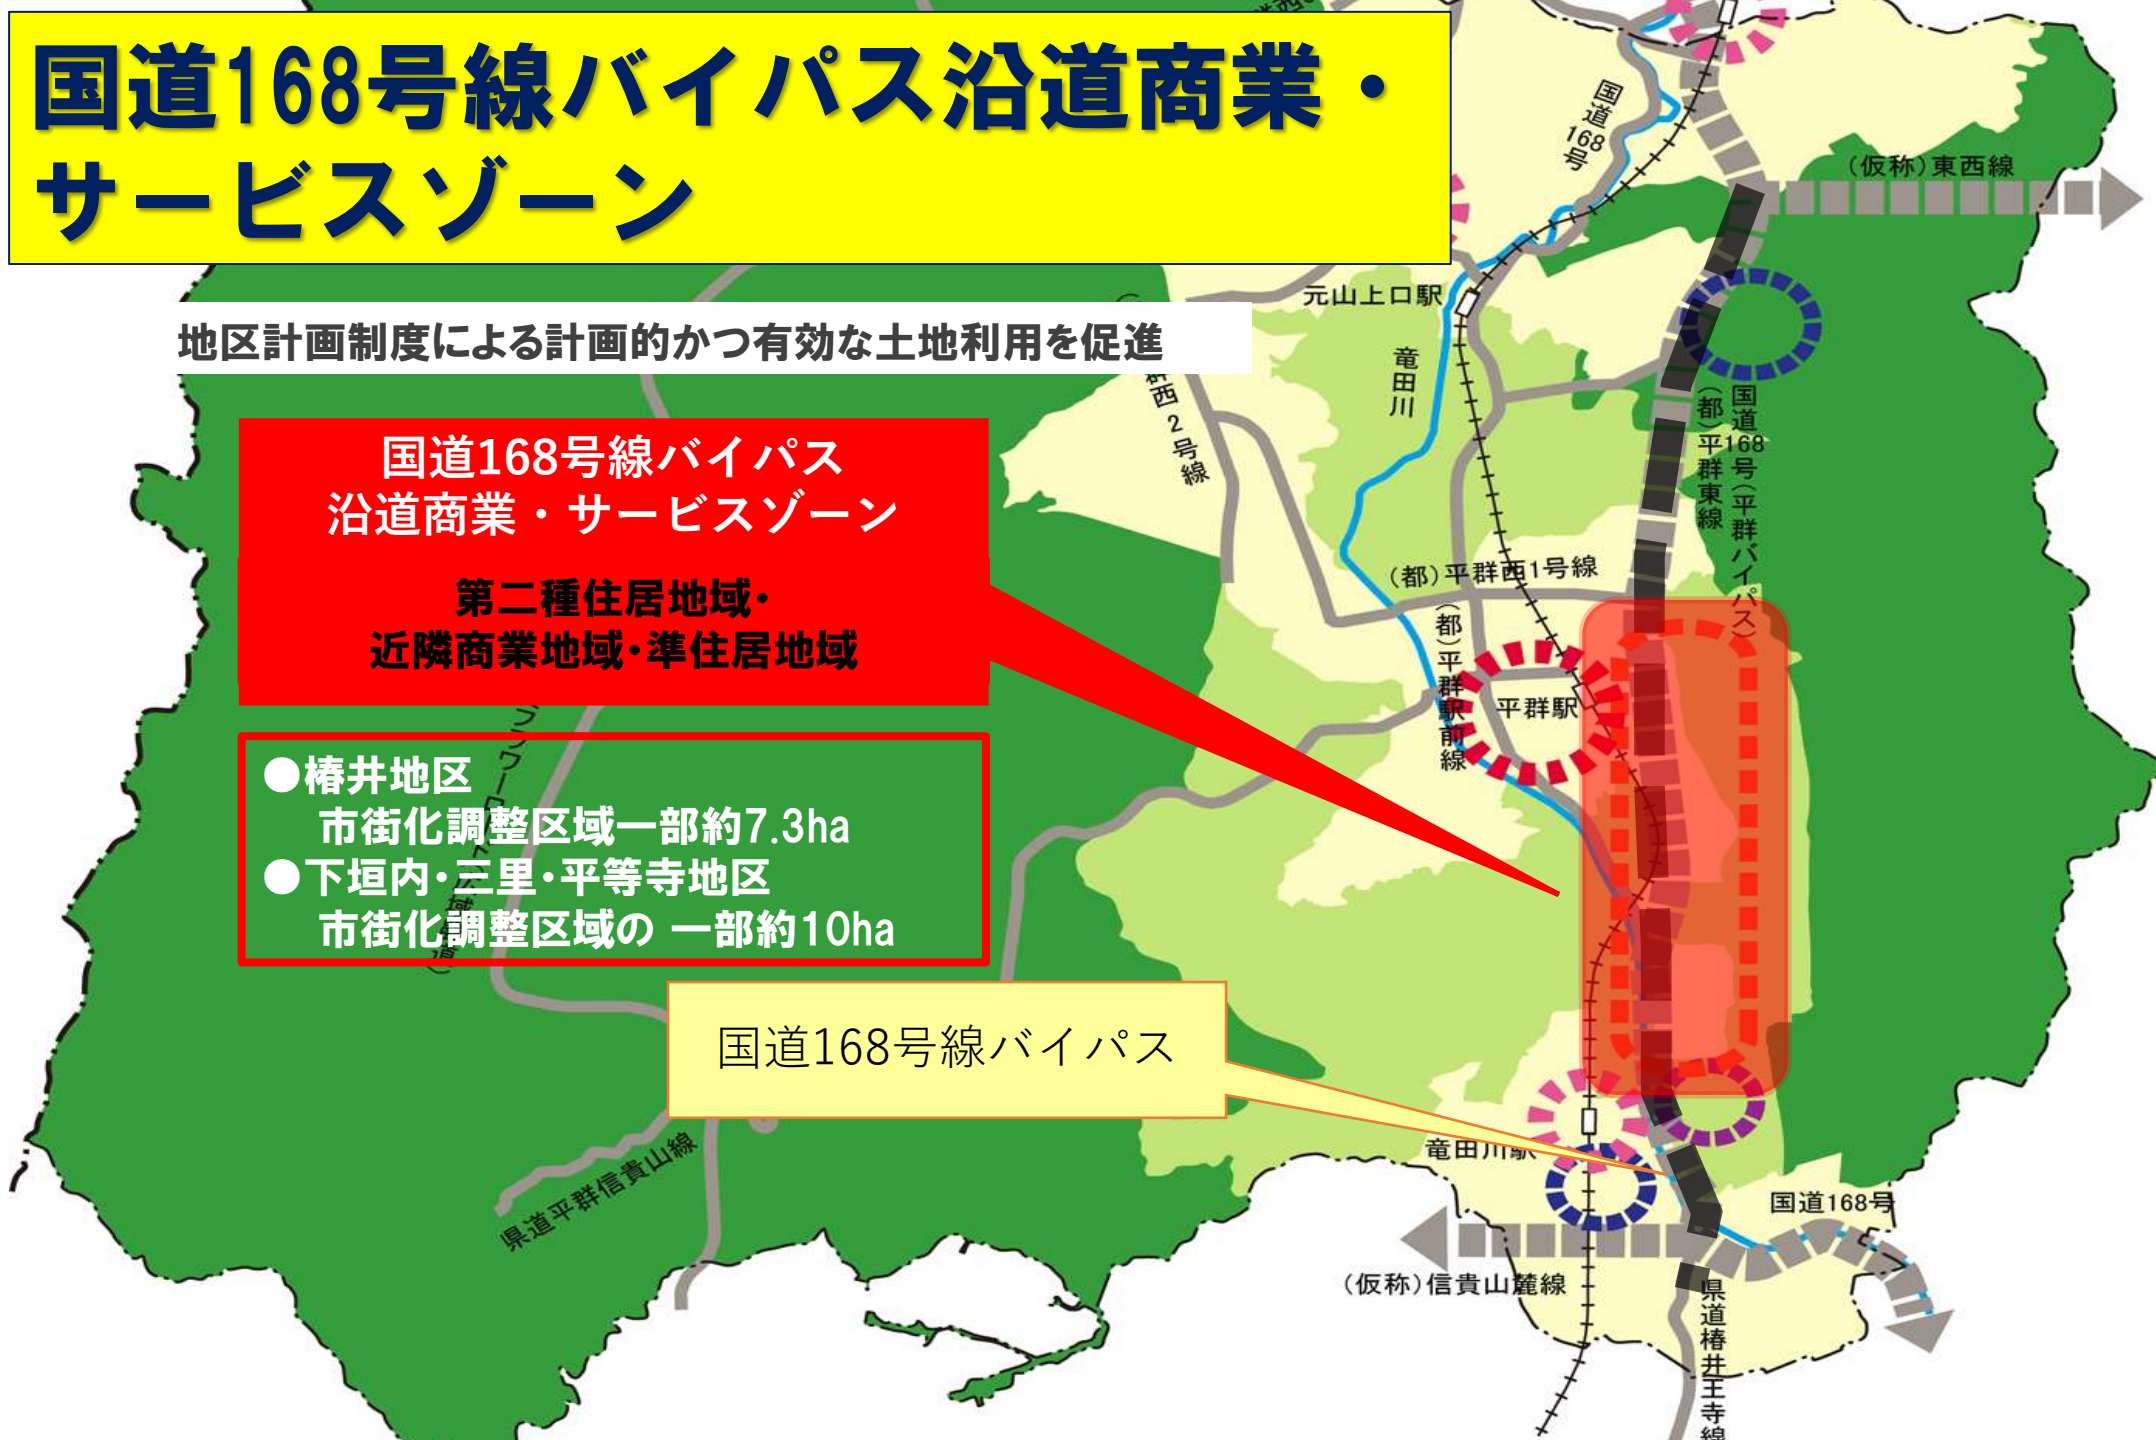 国道168号線バイパス沿道商業・
サービスゾーン
地区計画制度による計画的かつ有効な土地利用を促進
国道168号線バイパス
沿道商業・サービスゾーン
第二種住居地域・
近隣商業地域・準住居地域
●椿井地区
市街化調整区域一部約7.3ha
●下垣内・三里・平等寺地区
市街化調整区域の 一部約10ha
国道168号線バイパス
国道168号
(仮称)東西線
元山上口駅
竜田川
群西2号線
国道168号(平群バイパス)
(都)平群東線
(都)平群西1号線
(都)平群駅前線
平群駅
竜田川駅
国道168号
(仮称)信貴山麓線
県道椿井王寺線
県道平群信貴山線